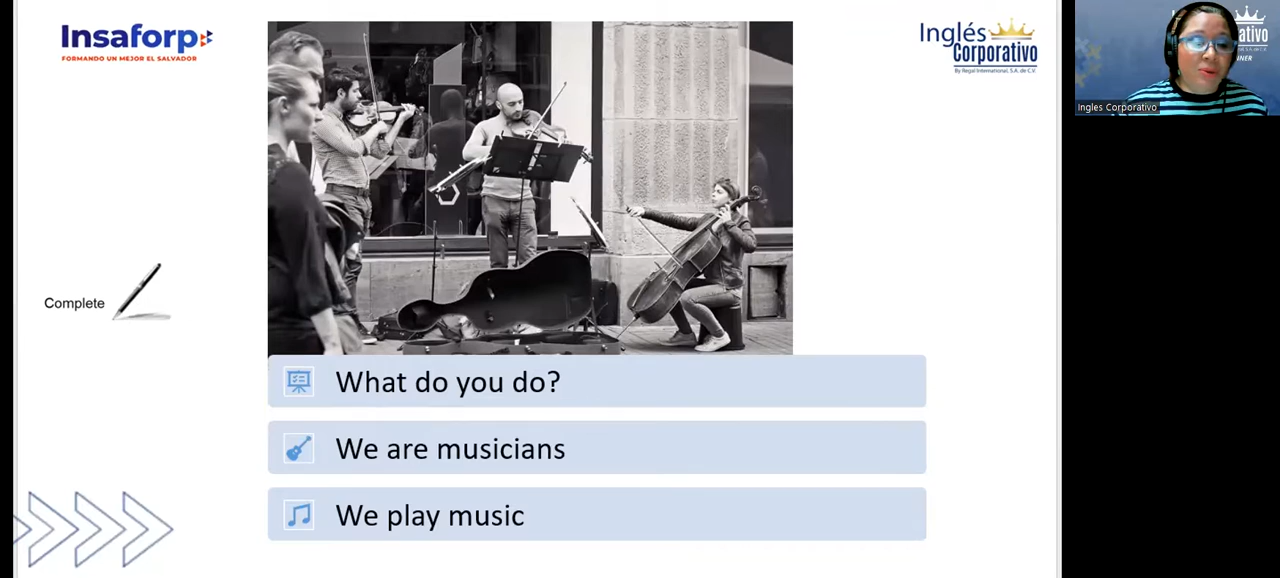 Insaforp
FORMANDO UN MEJOR EL SALVADOR
Inglés
Corporativo
By Regal International, S.A. de C.V.
ativo
Ingles Corporativo
Complete
What do you do?
We are musicians
We play music